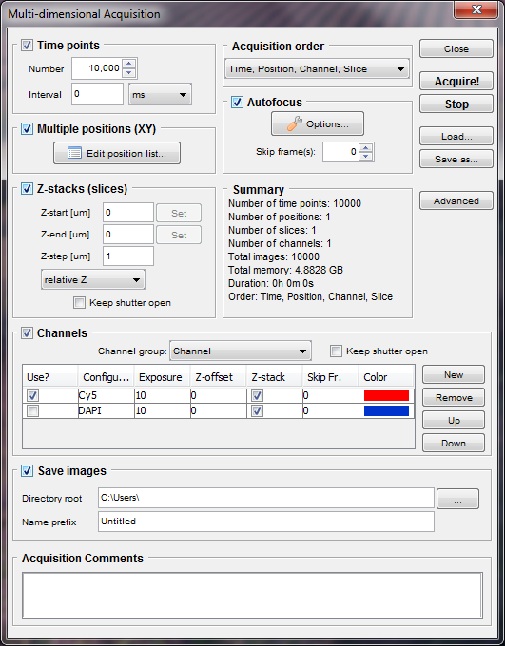 Multi-dimensional Acquisition
Time points
Number 10,000
Interval 0 ms
Multiple positions (XY)
Edit position list...
Z-stacks (slices)
Z-start [um] 0 Set
Z-end [um] 0 Set
Z-step [um] 1
relative Z
Keep shutter open
Acquisition order
Time, Position, Channel, Slice
Autofocus
Options...
Skip frame(s): 0
Summary
Number of time points: 10000
Number of positions: 1
Number of slices: 1
Number of channels: 1
Total images: 10000
Total memory: 4.8828 GB
Duration: 0h 0m0s
Order: Time, Position, Channel, Slice
Close
Acquire!
Stop
Load...
Save as...
Advanced
Channels
Channel group: Channel Keep shutter open
Use? Configu... Exposure Z-offset Z-stack Skip Fr. Color
Cy5 10 0 0
DAPI 10 0 0
New
Remove
Up
Down
Save images
Directory root C:\Users\ ...
Name prefix Untitled
Acquisition Comments